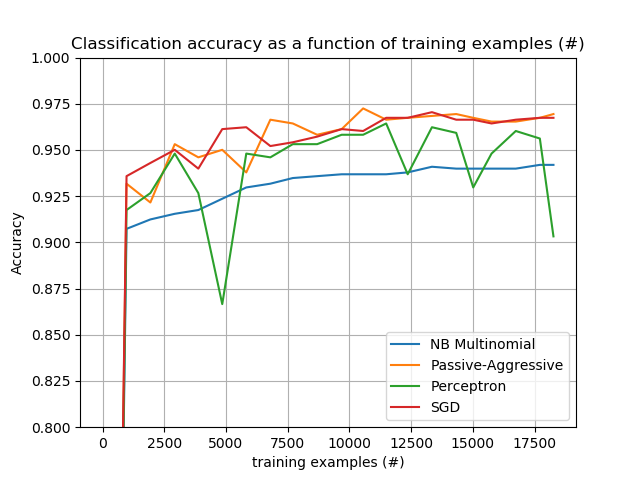 Classification accuracy as a function of training examples (#)
1.000
0.975
0.950
0.925
0.900
0.875
0.850
0.825
0.800
Accuracy
NB Multinomial
Passive-Aggressive
Perceptron
SGD
0 2500 5000 7500 10000 12500 15000 17500
training examples (#)